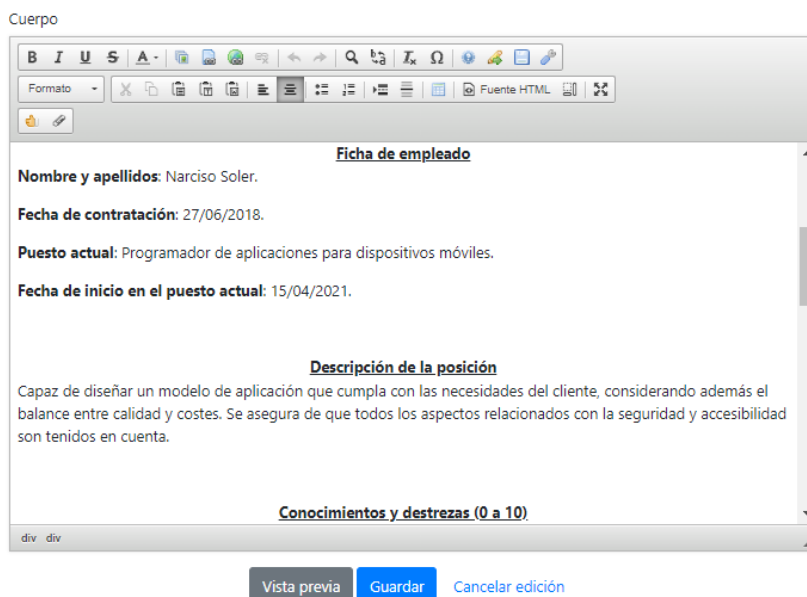 Cuerpo
B I U S A Ω
Formato Fuente HTML
Ficha de empleado
Nombre y apellidos: Narciso Soler.
Fecha de contratación: 27/06/2018.
Puesto actual: Programador de aplicaciones para dispositivos móviles.
Fecha de inicio en el puesto actual: 15/04/2021.
Descripción de la posición
Capaz de diseñar un modelo de aplicación que cumpla con las necesidades del cliente, considerando además el
balance entre calidad y costes. Se asegura de que todos los aspectos relacionados con la seguridad y accesibilidad
son tenidos en cuenta.
Conocimientos y destrezas (0 a 10)
div div
Vista previa Guardar Cancelar edición